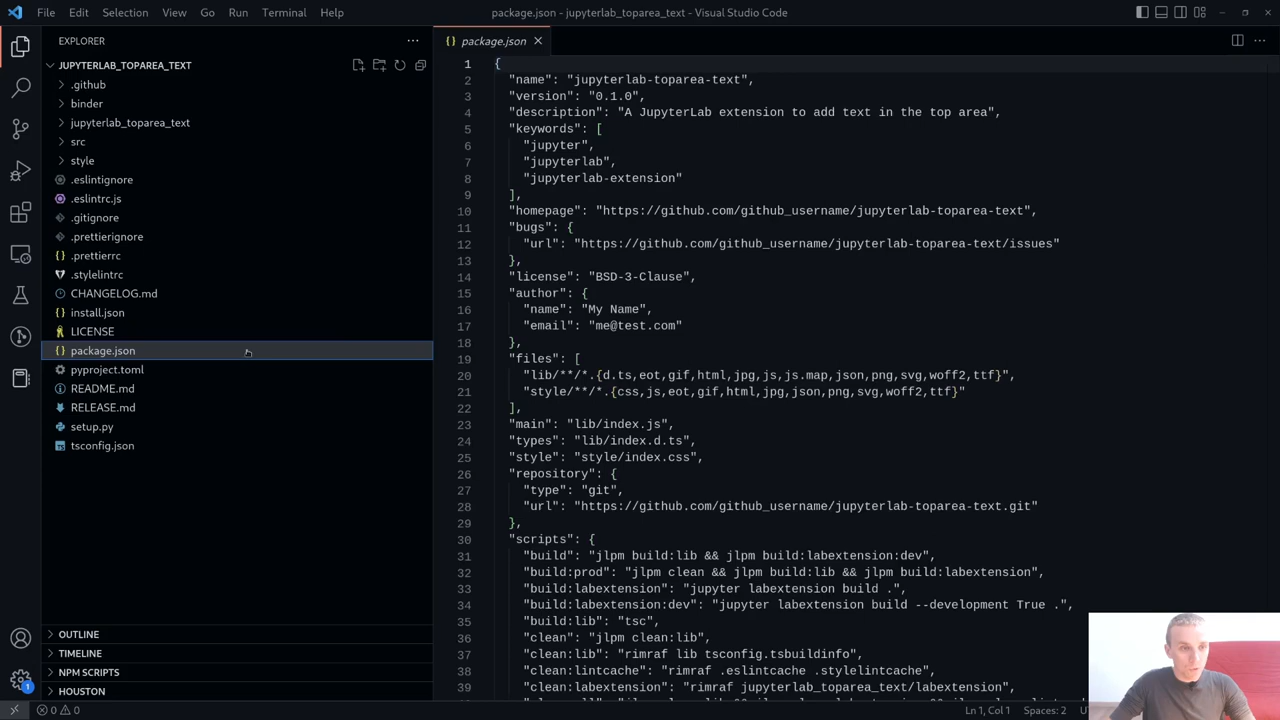 File Edit Selection View Go Run Terminal Help
package.json - jupyterlab_toparea_text - Visual Studio Code
EXPLORER
JUPYTERLAB_TOPAREA_TEXT
.github
binder
jupyterlab_toparea_text
src
style
.eslintignore
.eslintrc.js
.gitignore
.prettierignore
.prettierrc
.stylelintrc
CHANGELOG.md
install.json
LICENSE
package.json
pyproject.toml
README.md
RELEASE.md
setup.py
tsconfig.json
OUTLINE
TIMELINE
NPM SCRIPTS
HOUSTON
package.json
1 {
2 "name": "jupyterlab-toparea-text",
3 "version": "0.1.0",
4 "description": "A JupyterLab extension to add text in the top area",
5 "keywords": [
6 "jupyter",
7 "jupyterlab",
8 "jupyterlab-extension"
9 ],
10 "homepage": "https://github.com/github_username/jupyterlab-toparea-text",
11 "bugs": {
12 "url": "https://github.com/github_username/jupyterlab-toparea-text/issues"
13 },
14 "license": "BSD-3-Clause",
15 "author": {
16 "name": "My Name",
17 "email": "me@test.com"
18 },
19 "files": [
20 "lib/**/*.{d.ts,eot,gif,html,jpg,js,js.map,json,png,svg,woff2,ttf}",
21 "style/**/*.{css,js,eot,gif,html,jpg,json,png,svg,woff2,ttf}"
22 ],
23 "main": "lib/index.js",
24 "types": "lib/index.d.ts",
25 "style": "style/index.css",
26 "repository": {
27 "type": "git",
28 "url": "https://github.com/github_username/jupyterlab-toparea-text.git"
29 },
30 "scripts": {
31 "build": "jlpm build:lib && jlpm build:labextension:dev",
32 "build:prod": "jlpm clean && jlpm build:lib && jlpm build:labextension",
33 "build:labextension": "jupyter labextension build .",
34 "build:labextension:dev": "jupyter labextension build --development True .",
35 "build:lib": "tsc",
36 "clean": "jlpm clean:lib",
37 "clean:lib": "rimraf lib tsconfig.tsbuildinfo",
38 "clean:lintcache": "rimraf .eslintcache .stylelintcache",
39 "clean:labextension": "rimraf jupyterlab_toparea_text/labextension",
1
0 0
Ln 1, Col 1 Spaces: 2